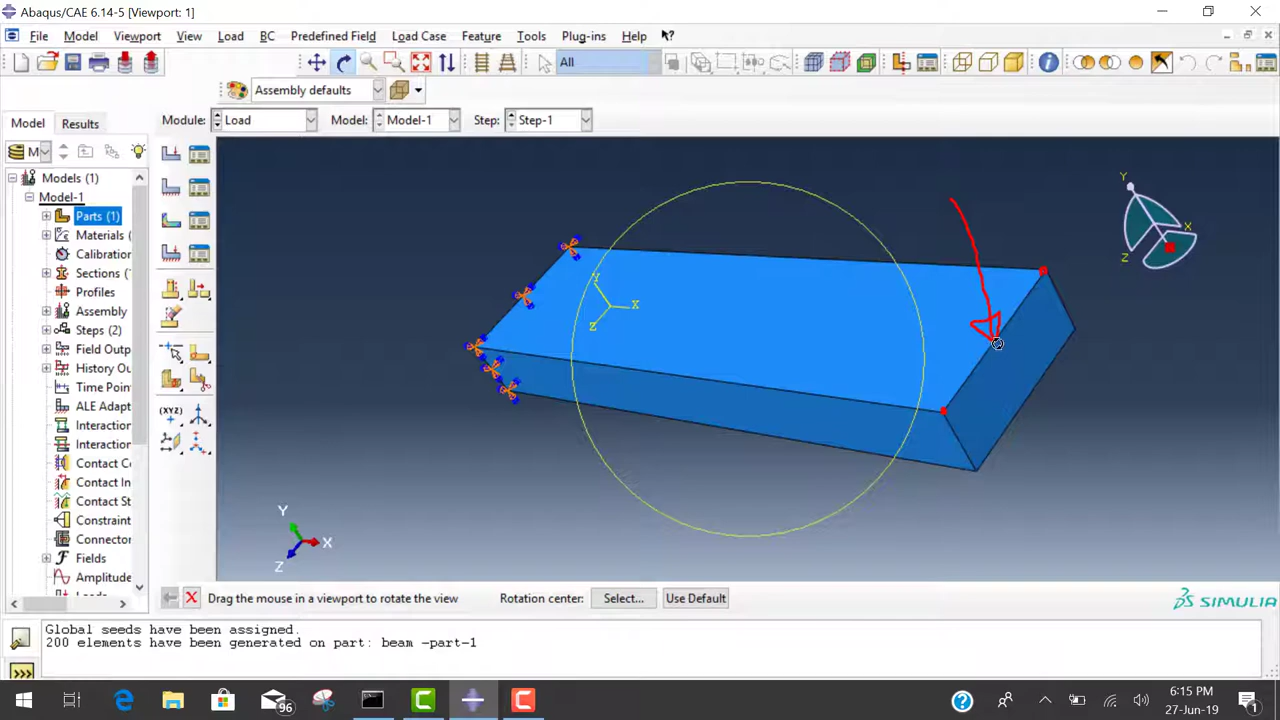 Abaqus/CAE 6.14-5 [Viewport: 1]
File Model Viewport View Load BC Predefined Field Load Case Feature Tools Plug-ins Help
All
Assembly defaults
Model Results
Module: Load Model: Model-1 Step: Step-1
M
Models (1)
Model-1
Parts (1)
Materials (
Calibration
Sections (
Profiles
Assembly
Steps (2)
Field Outp
History Ou
Time Point
ALE Adapt
Interaction
Interaction
Contact Co
Contact In
Contact St
Constraint
Connector
Fields
Amplitude
(XYZ)
Y
X
Z
Y
X
Z
Y
X
Z
Drag the mouse in a viewport to rotate the view Rotation center: Select... Use Default
SIMULIA
Global seeds have been assigned.
200 elements have been generated on part: beam -part-1
>>>
96
6:15 PM
27-Jun-19
1